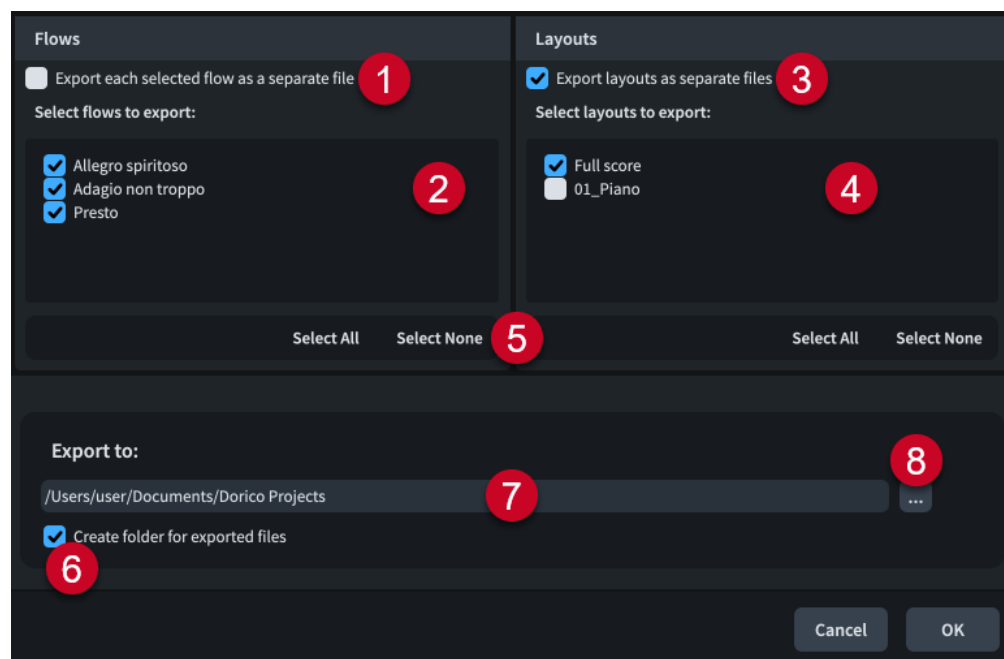 Flows
Export each selected flow as a separate file 1
Select flows to export:
Allegro spiritoso
Adagio non troppo 2
Presto
Select All Select None 5
Layouts
Export layouts as separate files 3
Select layouts to export:
Full score
01_Piano 4
Select All Select None
Export to:
8
/Users/user/Documents/Dorico Projects 7 ...
Create folder for exported files
6
Cancel OK